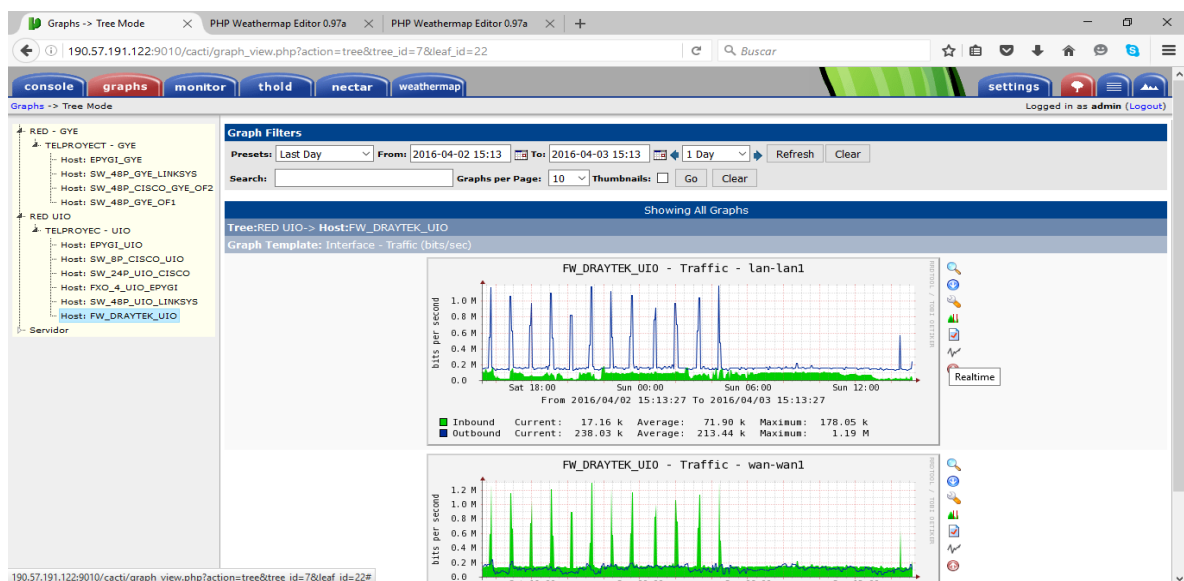 Graphs -> Tree Mode
PHP Weathermap Editor 0.97a
PHP Weathermap Editor 0.97a
190.57.191.122:9010/cacti/graph_view.php?action=tree&tree_id=7&leaf_id=22
Buscar
console graphs monitor thold nectar weathermap settings
Graphs -> Tree Mode
Logged in as admin (Logout)
RED - GYE
TELPROYECT - GYE
Host: EPYGI_GYE
Host: SW_48P_GYE_LINKSYS
Host: SW_48P_CISCO_GYE_OF2
Host: SW_48P_GYE_OF1
RED UIO
TELPROYEC - UIO
Host: EPYGI_UIO
Host: SW_8P_CISCO_UIO
Host: SW_24P_UIO_CISCO
Host: FXO_4_UIO_EPYGI
Host: SW_48P_UIO_LINKSYS
Host: FW_DRAYTEK_UIO
Servidor
Graph Filters
Presets: Last Day From: 2016-04-02 15:13 To: 2016-04-03 15:13 1 Day Refresh Clear
Search: Graphs per Page: 10 Thumbnails: Go Clear
Showing All Graphs
Tree:RED UIO-> Host:FW_DRAYTEK_UIO
Graph Template: Interface - Traffic (bits/sec)
FW_DRAYTEK_UIO - Traffic - lan-lan1
RRDTOOL / TOBI OETIKER
bits per second
1.0 M
0.8 M
0.6 M
0.4 M
0.2 M
0.0
Sat 18:00 Sun 00:00 Sun 06:00 Sun 12:00
From 2016/04/02 15:13:27 To 2016/04/03 15:13:27
Inbound Current: 17.16 k Average: 71.90 k Maximum: 178.05 k
Outbound Current: 238.03 k Average: 213.44 k Maximum: 1.19 M
Realtime
FW_DRAYTEK_UIO - Traffic - wan-wan1
RRDTOOL / TOBI OETIKER
bits per second
1.2 M
1.0 M
0.8 M
0.6 M
0.4 M
0.2 M
0.0
190.57.191.122:9010/cacti/graph_view.php?action=tree&tree_id=7&leaf_id=22#